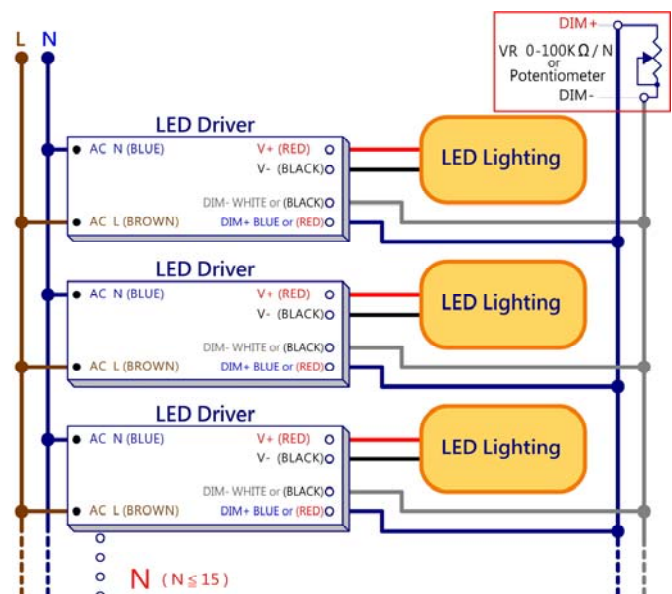 L N
DIM+
VR 0-100KΩ/N
or
Potentiometer
DIM-
LED Driver
AC N (BLUE)
V+ (RED)
V- (BLACK)
DIM- WHITE or (BLACK)
AC L (BROWN)
DIM+ BLUE or (RED)
LED Lighting
LED Driver
AC N (BLUE)
V+ (RED)
V- (BLACK)
DIM- WHITE or (BLACK)
AC L (BROWN)
DIM+ BLUE or (RED)
LED Lighting
LED Driver
AC N (BLUE)
V+ (RED)
V- (BLACK)
DIM- WHITE or (BLACK)
AC L (BROWN)
DIM+ BLUE or (RED)
LED Lighting
N (N≦15)